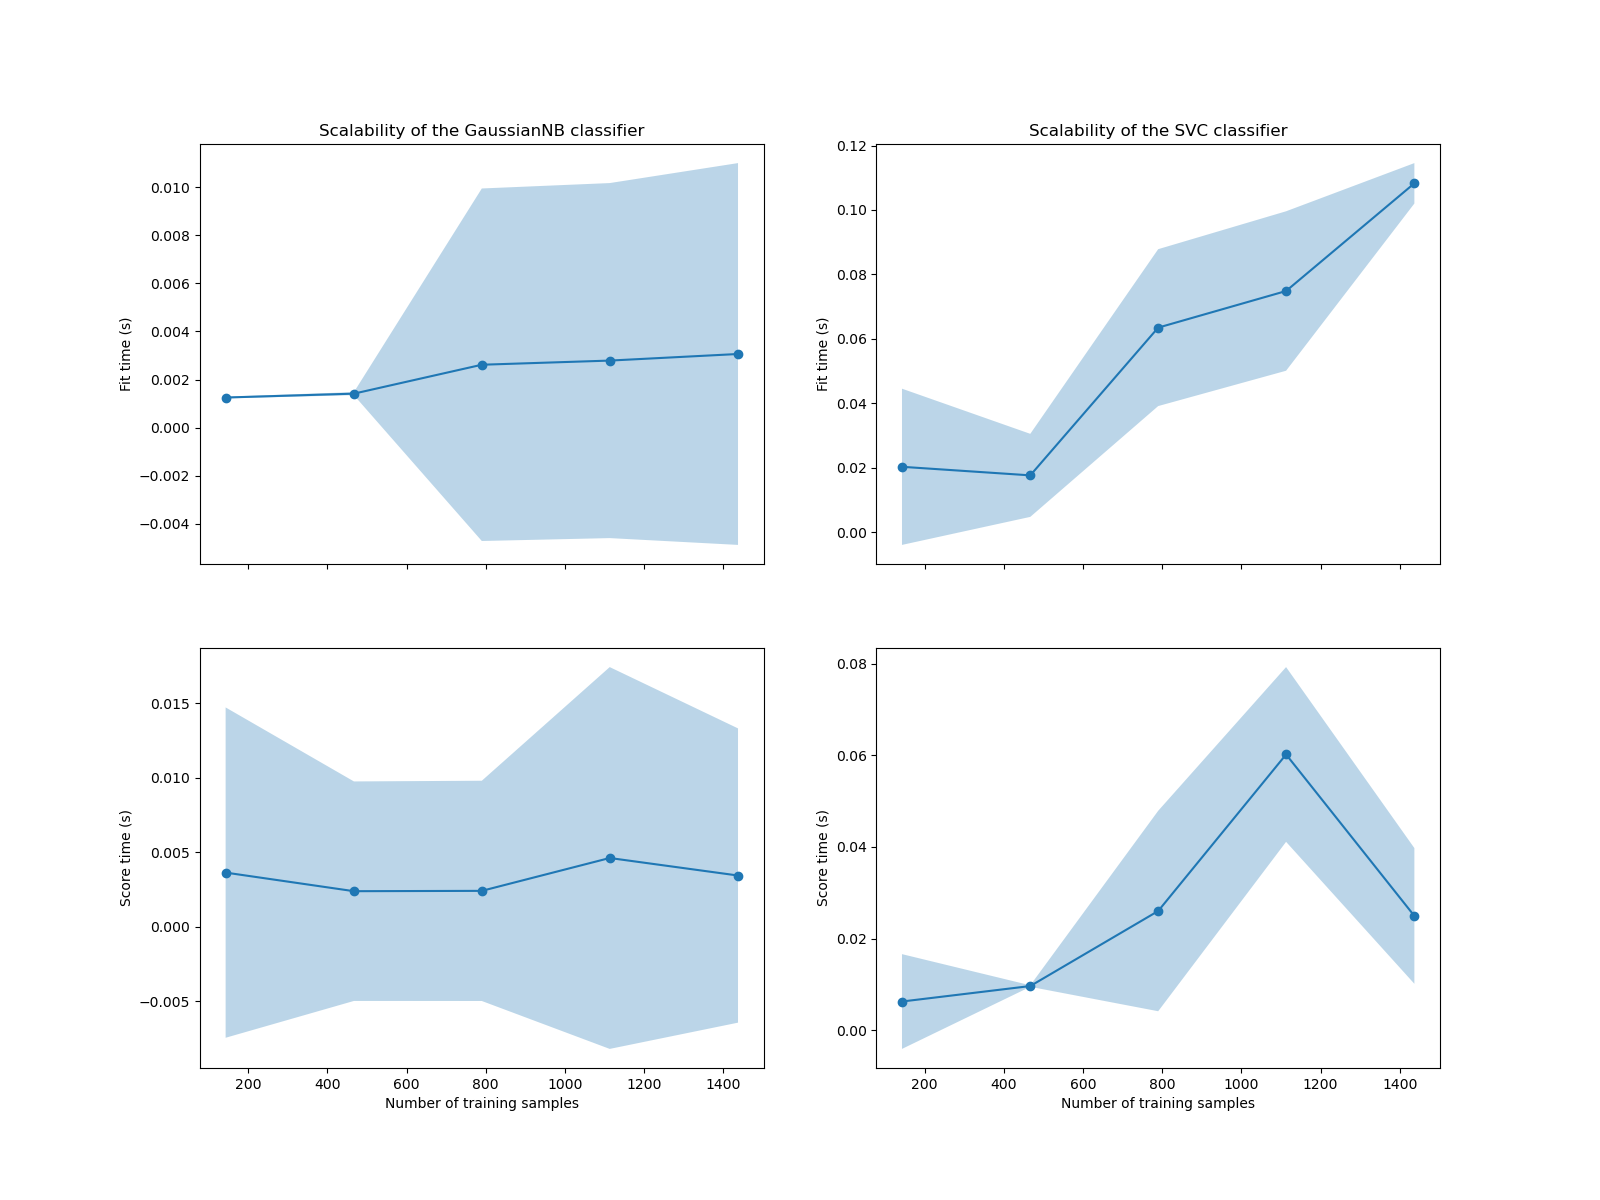 Scalability of the GaussianNB classifier
0.010
0.008
0.006
0.004
0.002
0.000
−0.002
−0.004
Fit time (s)
Scalability of the SVC classifier
0.12
0.10
0.08
0.06
0.04
0.02
0.00
Fit time (s)
0.015
0.010
0.005
0.000
−0.005
Score time (s)
200 400 600 800 1000 1200 1400
Number of training samples
0.08
0.06
0.04
0.02
0.00
Score time (s)
200 400 600 800 1000 1200 1400
Number of training samples